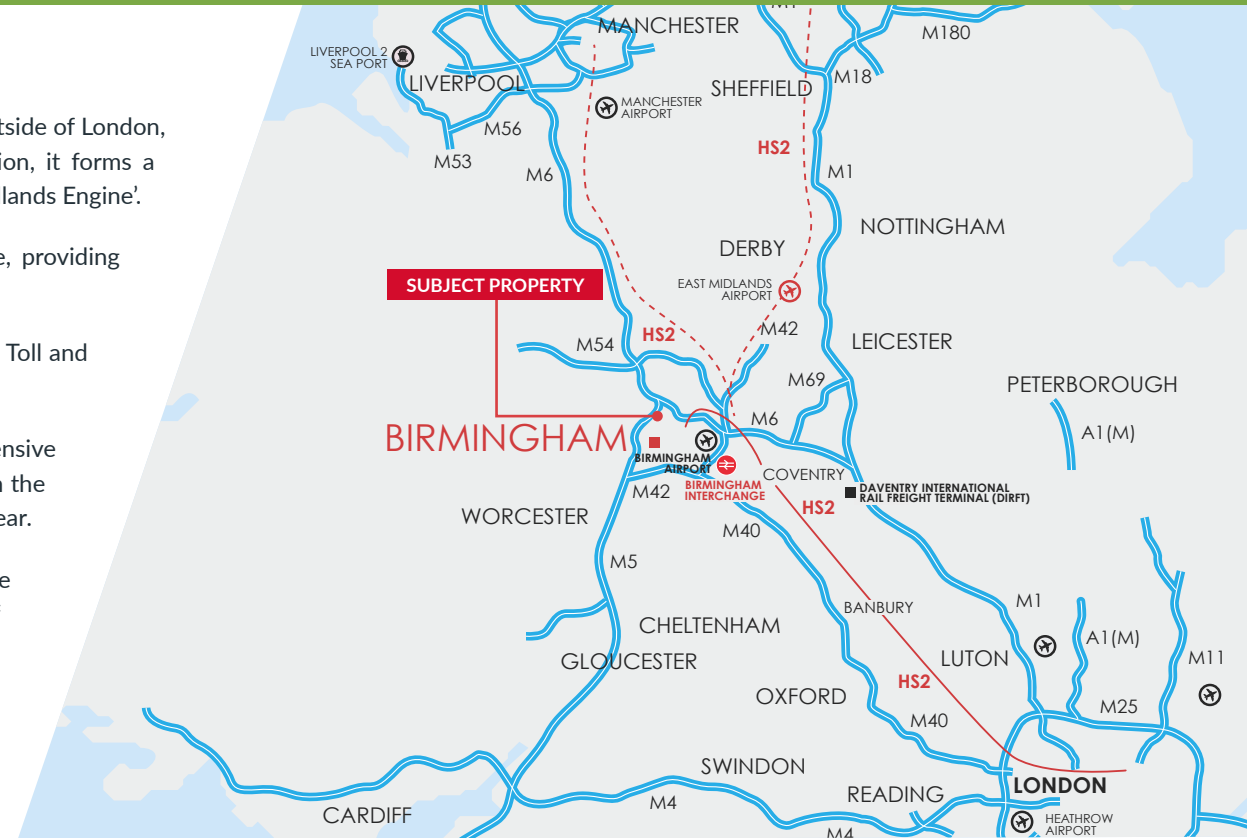 tside of London,
ion, it forms a
llands Engine’.
e, providing
Toll and
ensive
n the
ear.
e
M1
MANCHESTER
M180
LIVERPOOL 2
SEA PORT
LIVERPOOL
SHEFFIELD
M18
MANCHESTER
AIRPORT
M56
M53
M6
HS2
M1
NOTTINGHAM
DERBY
EAST MIDLANDS
AIRPORT
SUBJECT PROPERTY
HS2
M42
M54
LEICESTER
M69
PETERBOROUGH
M6
A1(M)
BIRMINGHAM
BIRMINGHAM
AIRPORT
COVENTRY
BIRMINGHAM
INTERCHANGE
M42
DAVENTRY INTERNATIONAL
RAIL FREIGHT TERMINAL (DIRFT)
HS2
WORCESTER
M40
M5
M1
BANBURY
CHELTENHAM
A1(M)
GLOUCESTER
LUTON
M11
HS2
OXFORD
M25
M40
SWINDON
LONDON
READING
M4
CARDIFF
HEATHROW
AIRPORT
M4